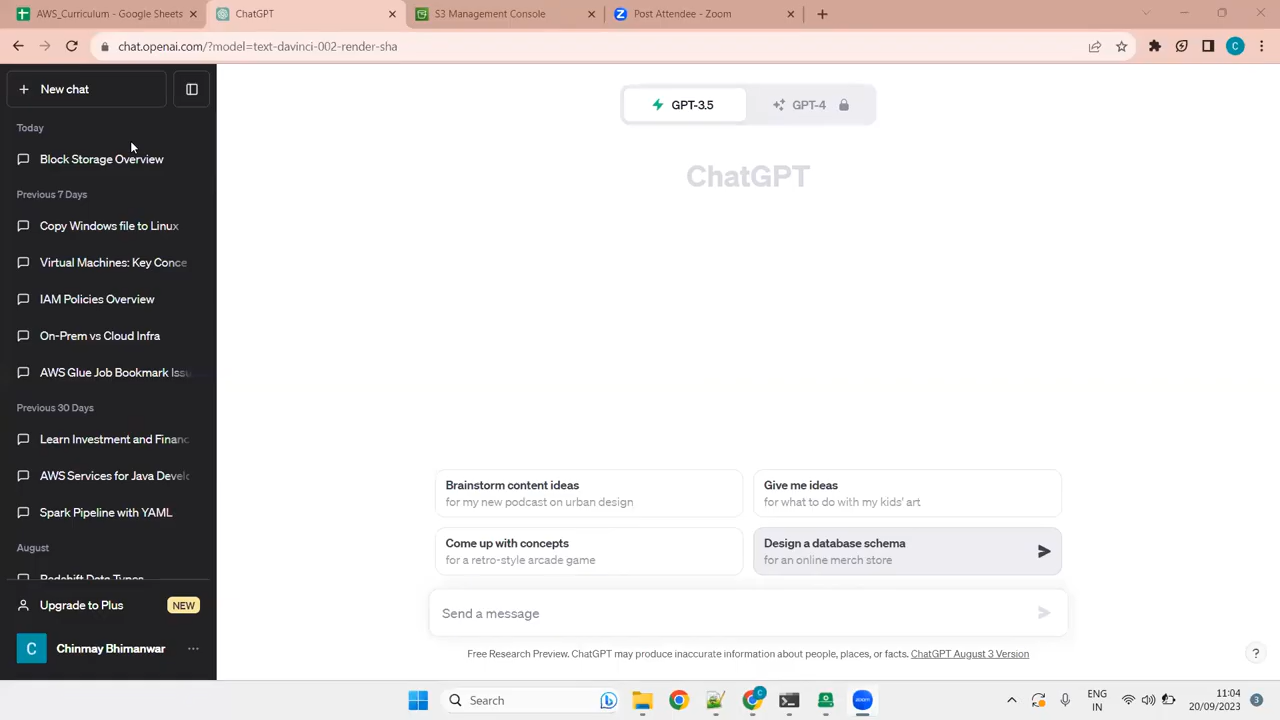 AWS_Curriculum - Google Sheets
ChatGPT
S3 Management Console
Post Attendee - Zoom
chat.openai.com/?model=text-davinci-002-render-sha
C
New chat
GPT-3.5
GPT-4
Today
Block Storage Overview
ChatGPT
Previous 7 Days
Copy Windows file to Linux
Virtual Machines: Key Conce
IAM Policies Overview
On-Prem vs Cloud Infra
AWS Glue Job Bookmark Issu
Previous 30 Days
Learn Investment and Financ
AWS Services for Java Develo
Spark Pipeline with YAML
August
Redshift Data Types
Brainstorm content ideas
for my new podcast on urban design
Give me ideas
for what to do with my kids' art
Come up with concepts
for a retro-style arcade game
Design a database schema
for an online merch store
Upgrade to Plus
NEW
Send a message
C
Chinmay Bhimanwar
Free Research Preview. ChatGPT may produce inaccurate information about people, places, or facts. ChatGPT August 3 Version
?
Search
C
zoom
ENG
IN
11:04
20/09/2023
3